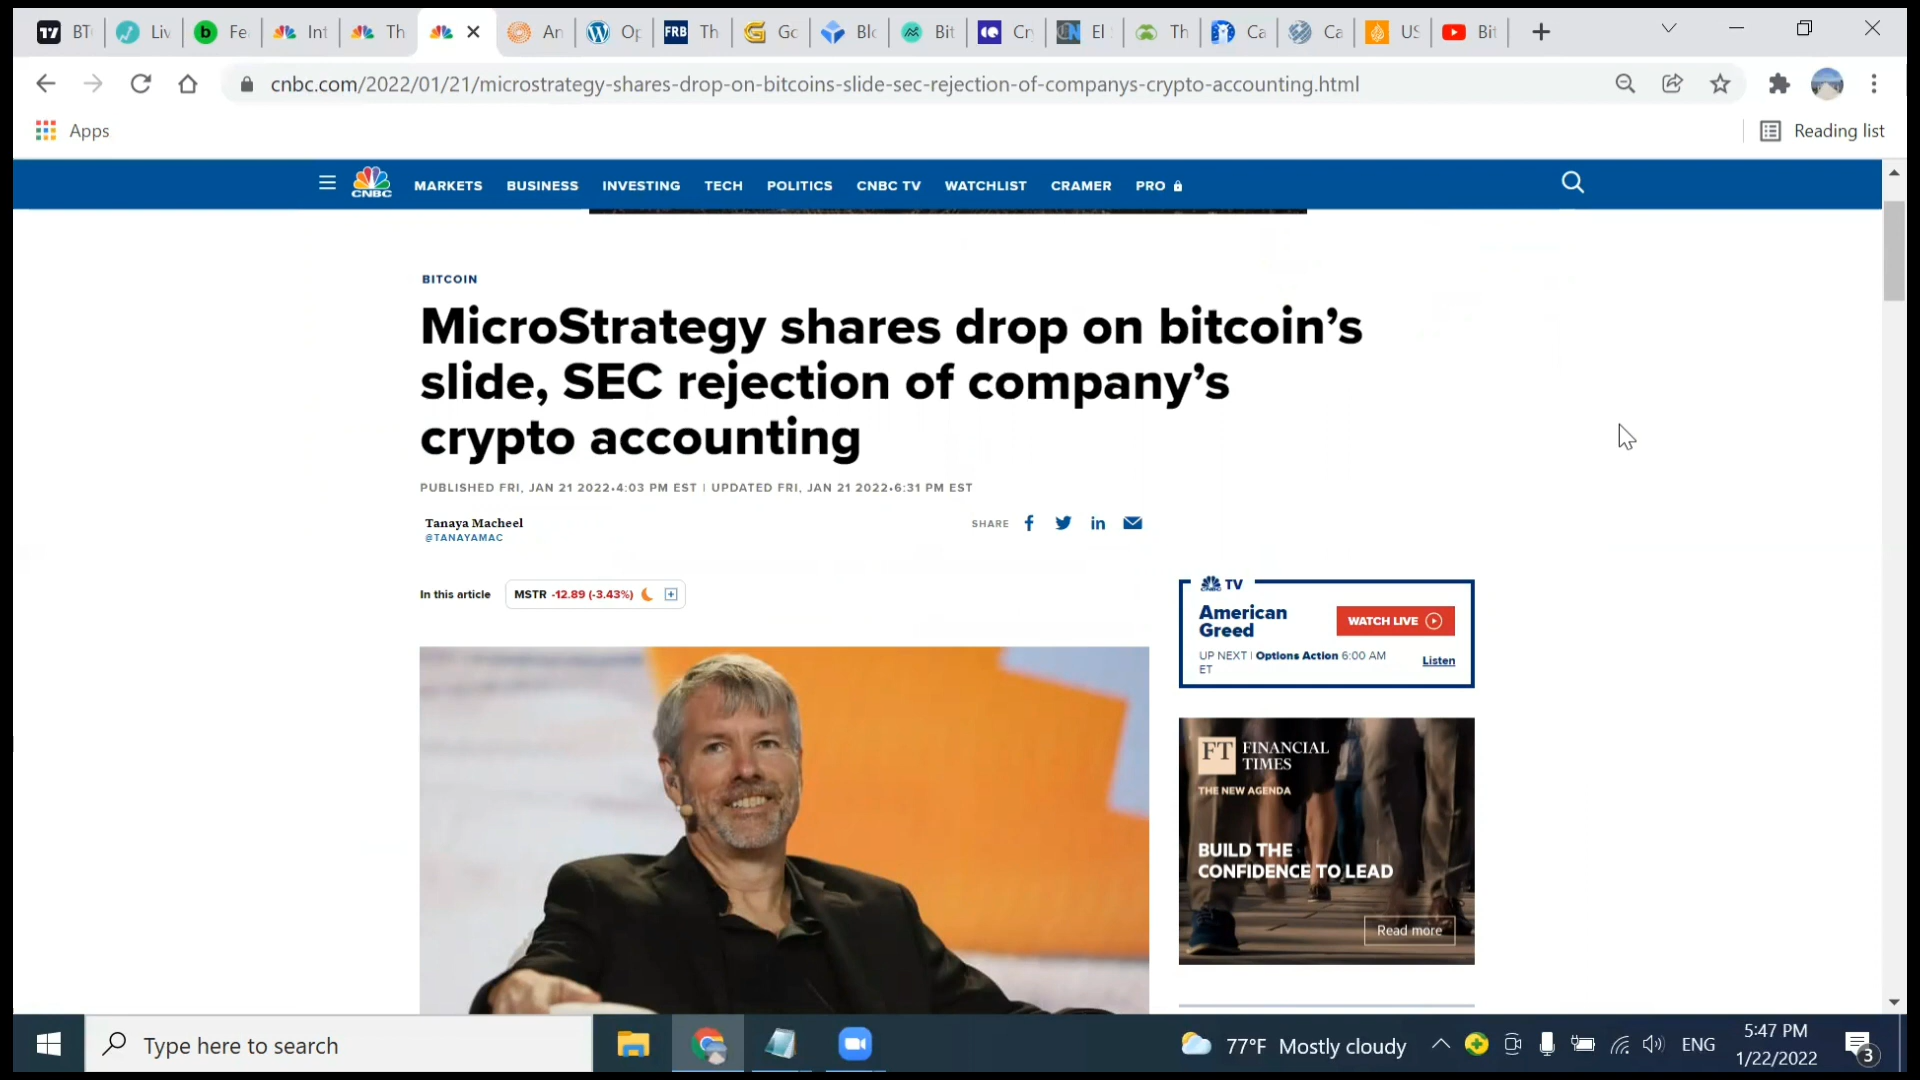 BT
Liv
Fe
Int
Th
An
Op
FRB Th
Go
Blo
Bit
Cr
El
Th
Ca
Ca
US
Bit
cnbc.com/2022/01/21/microstrategy-shares-drop-on-bitcoins-slide-sec-rejection-of-companys-crypto-accounting.html
Apps
Reading list
CNBC
MARKETS BUSINESS INVESTING TECH POLITICS CNBC TV WATCHLIST CRAMER PRO
BITCOIN
MicroStrategy shares drop on bitcoin’s
slide, SEC rejection of company’s
crypto accounting
PUBLISHED FRI, JAN 21 2022•4:03 PM EST | UPDATED FRI, JAN 21 2022•6:31 PM EST
Tanaya Macheel
@TANAYAMAC
SHARE
In this article
MSTR -12.89 (-3.43%)
TV
American
Greed
WATCH LIVE
UP NEXT | Options Action 6:00 AM
ET
Listen
FT FINANCIAL
TIMES
THE NEW AGENDA
BUILD THE
CONFIDENCE TO LEAD
Read more
Type here to search
77°F Mostly cloudy
ENG
5:47 PM
1/22/2022
3